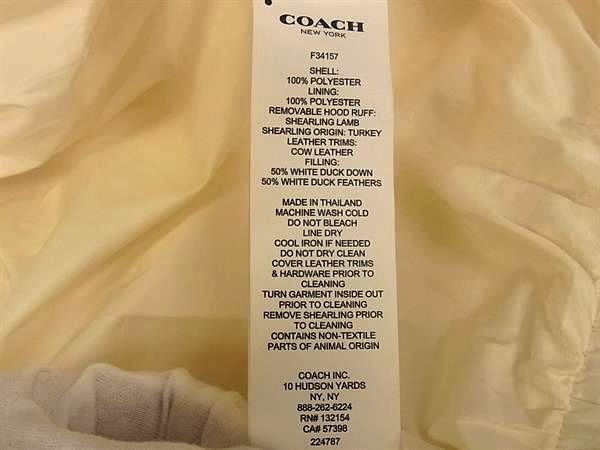 COACH
NEW YORK
F34157
SHELL:
100% POLYESTER
LINING:
100% POLYESTER
REMOVABLE HOOD RUFF:
SHEARLING LAMB
SHEARLING ORIGIN: TURKEY
LEATHER TRIMS:
COW LEATHER
FILLING:
50% WHITE DUCK DOWN
50% WHITE DUCK FEATHERS
MADE IN THAILAND
MACHINE WASH COLD
DO NOT BLEACH
LINE DRY
COOL IRON IF NEEDED
DO NOT DRY CLEAN
COVER LEATHER TRIMS
& HARDWARE PRIOR TO
CLEANING
TURN GARMENT INSIDE OUT
PRIOR TO CLEANING
REMOVE SHEARLING PRIOR
TO CLEANING
CONTAINS NON-TEXTILE
PARTS OF ANIMAL ORIGIN
COACH INC.
10 HUDSON YARDS
NY, NY
888-262-6224
RN# 132154
CA# 57398
224787